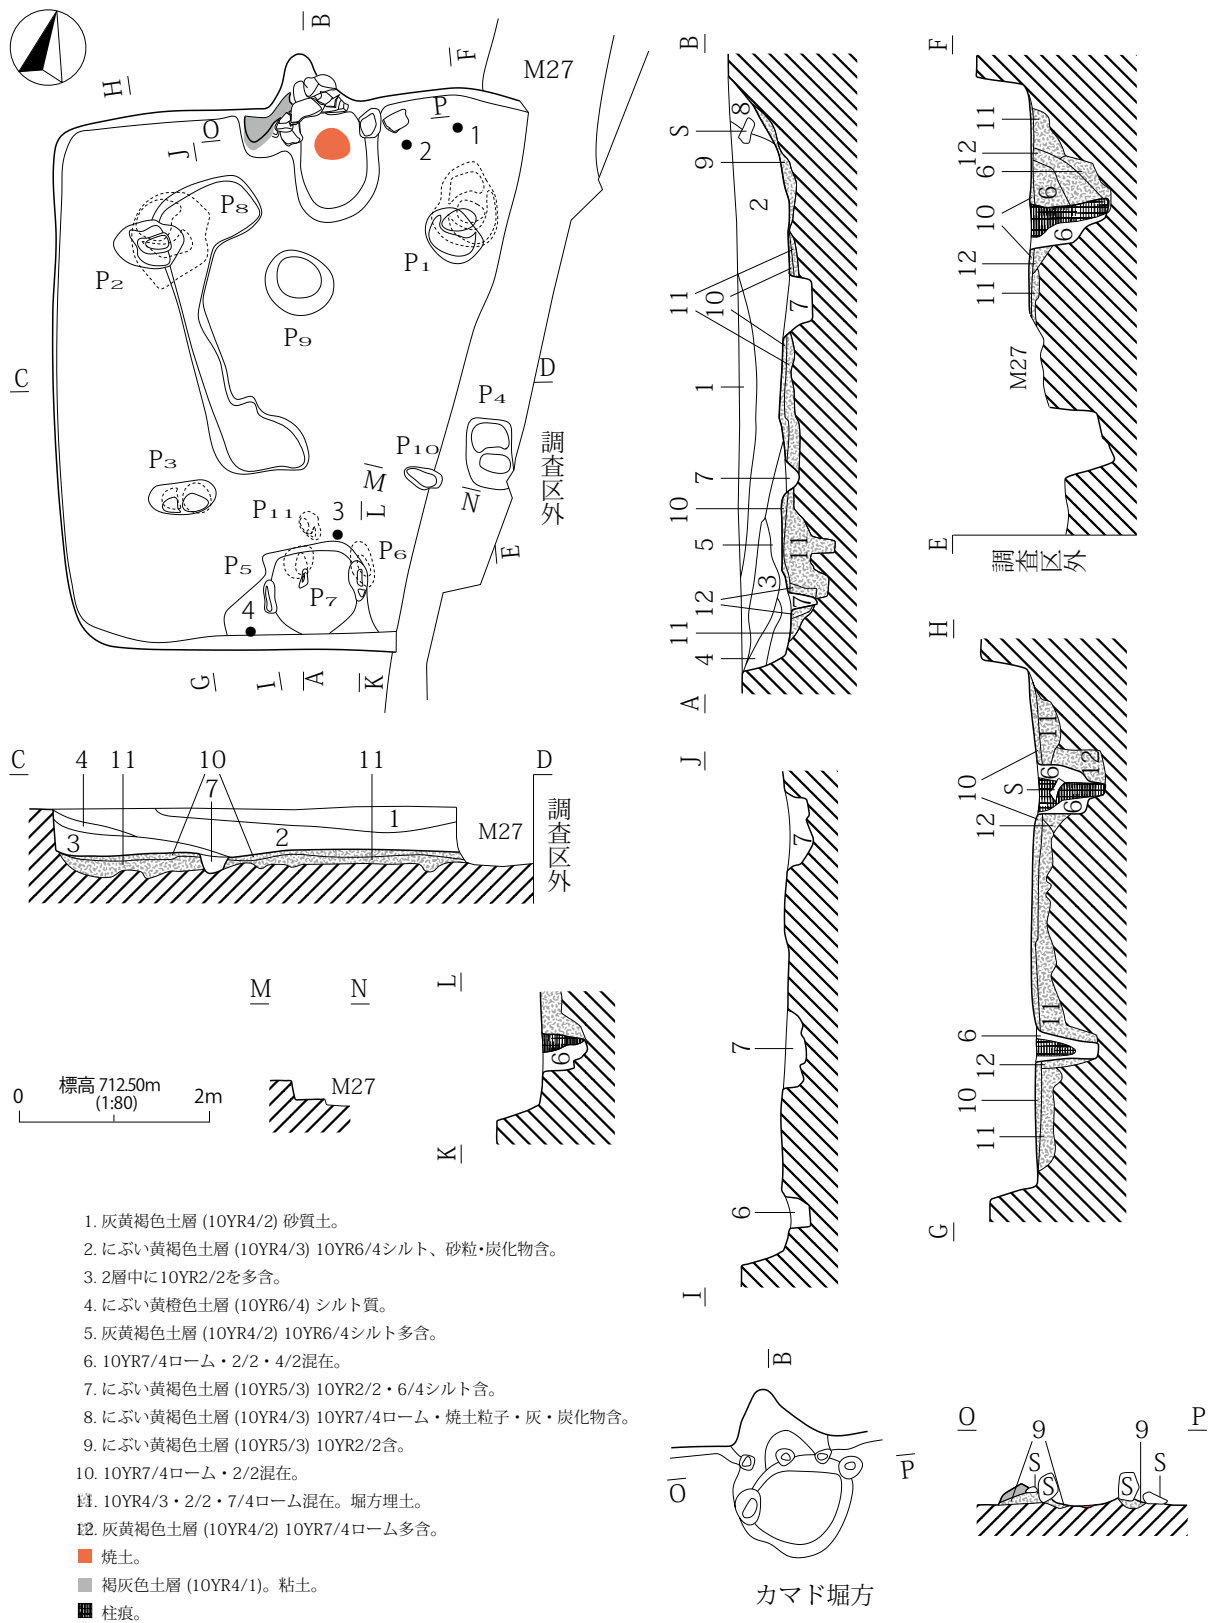 B
F
M27
H
P
O
J
1
2
P8
P2
P1
P9
C
D
P4
調査区外
P3
P10
M
N
L
P11
3
E
P5
P6
P7
4
G
I
A
K
B
S
8
9
2
11
10
7
1
7
10
5
11
3
12
7
11
4
A
F
11
12
6
6
10
6
12
11
M27
E
調査区外
C
4
11
10
7
11
D
3
2
1
M27
調査区外
J
7
7
6
I
H
11
12
6
10
S
6
12
11
6
12
10
11
G
M
N
M27
L
6
K
標高 712.50m
0
(1:80)
2m
1. 灰黄褐色土層 (10YR4/2) 砂質土。
2. にぶい黄褐色土層 (10YR4/3) 10YR6/4シルト、砂粒・炭化物含。
3. 2層中に10YR2/2を多含。
4. にぶい黄橙色土層 (10YR6/4) シルト質。
5. 灰黄褐色土層 (10YR4/2) 10YR6/4シルト多含。
6. 10YR7/4ローム・2/2・4/2混在。
7. にぶい黄褐色土層 (10YR5/3) 10YR2/2・6/4シルト含。
8. にぶい黄褐色土層 (10YR4/3) 10YR7/4ローム・焼土粒子・灰・炭化物含。
9. にぶい黄褐色土層 (10YR5/3) 10YR2/2含。
10. 10YR7/4ローム・2/2混在。
11. 10YR4/3・2/2・7/4ローム混在。堀方埋土。
12. 灰黄褐色土層 (10YR4/2) 10YR7/4ローム多含。
焼土。
褐灰色土層 (10YR4/1)。粘土。
柱痕。
B
O
P
カマド堀方
O
9
9
P
S
S
S
S